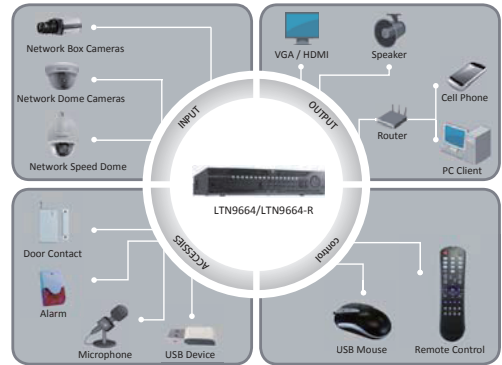 Network Box Cameras
Network Dome Cameras
Network Speed Dome
INPUT
VGA / HDMI
Speaker
Cell Phone
Router
PC Client
OUTPUT
LTN9664/LTN9664-R
Door Contact
Alarm
Microphone
USB Device
ACCESSIES
control
USB Mouse
Remote Control